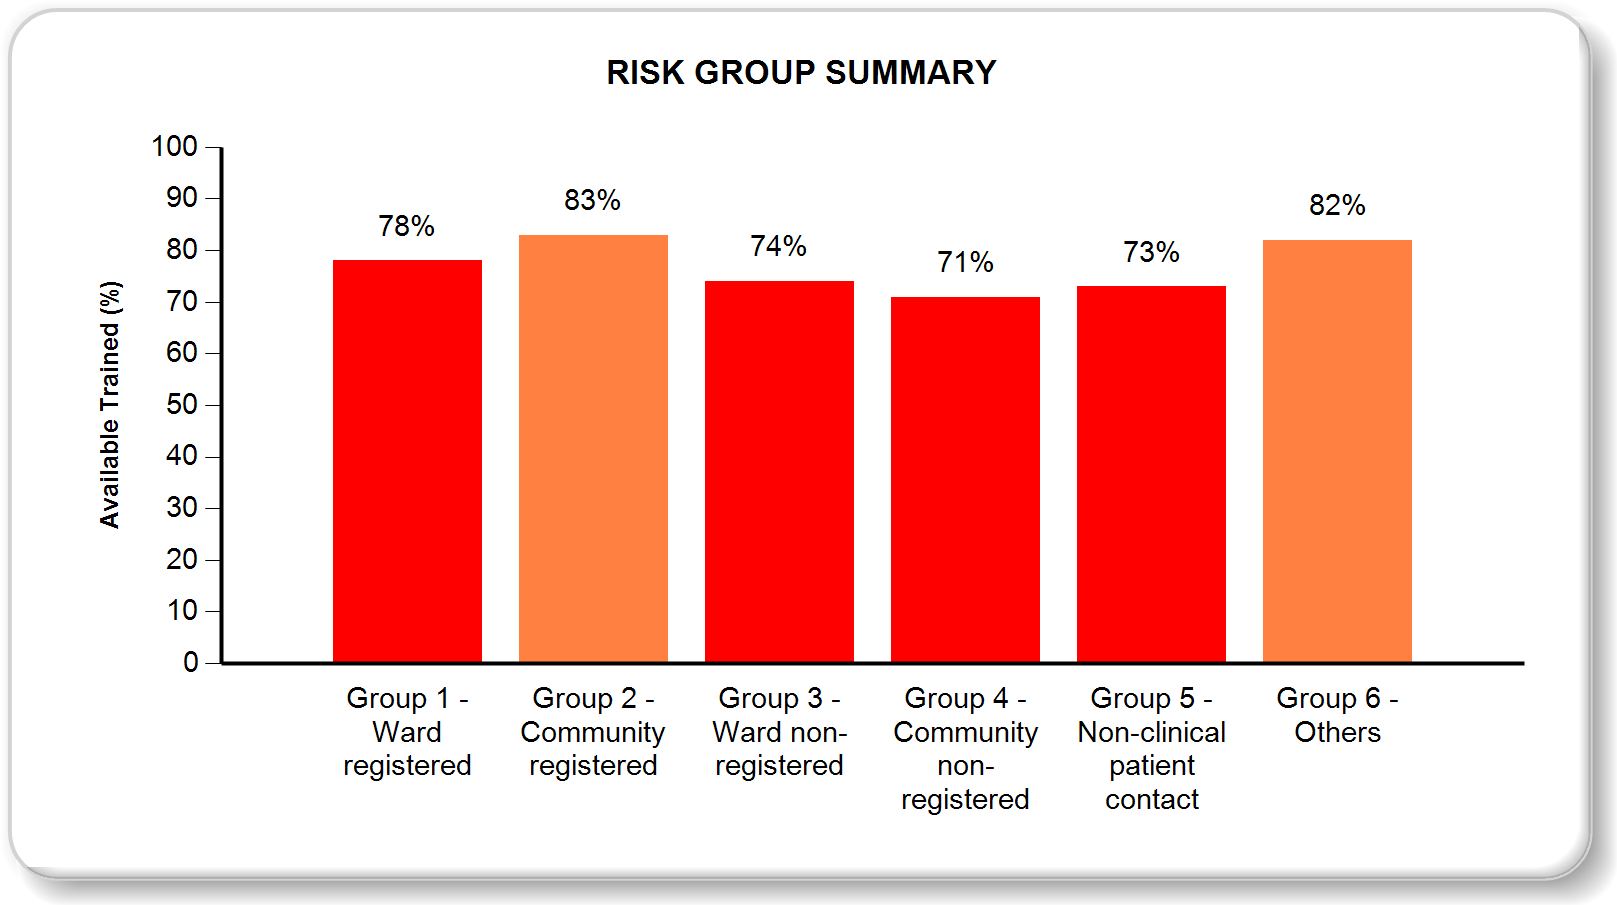 RISK GROUP SUMMARY
Available Trained (%)
100
90
80
70
60
50
40
30
20
10
0
78%
83%
74%
71%
73%
82%
Group 1 -
Ward
registered
Group 2 -
Community
registered
Group 3 -
Ward non-
registered
Group 4 -
Community
non-
registered
Group 5 -
Non-clinical
patient
contact
Group 6 -
Others